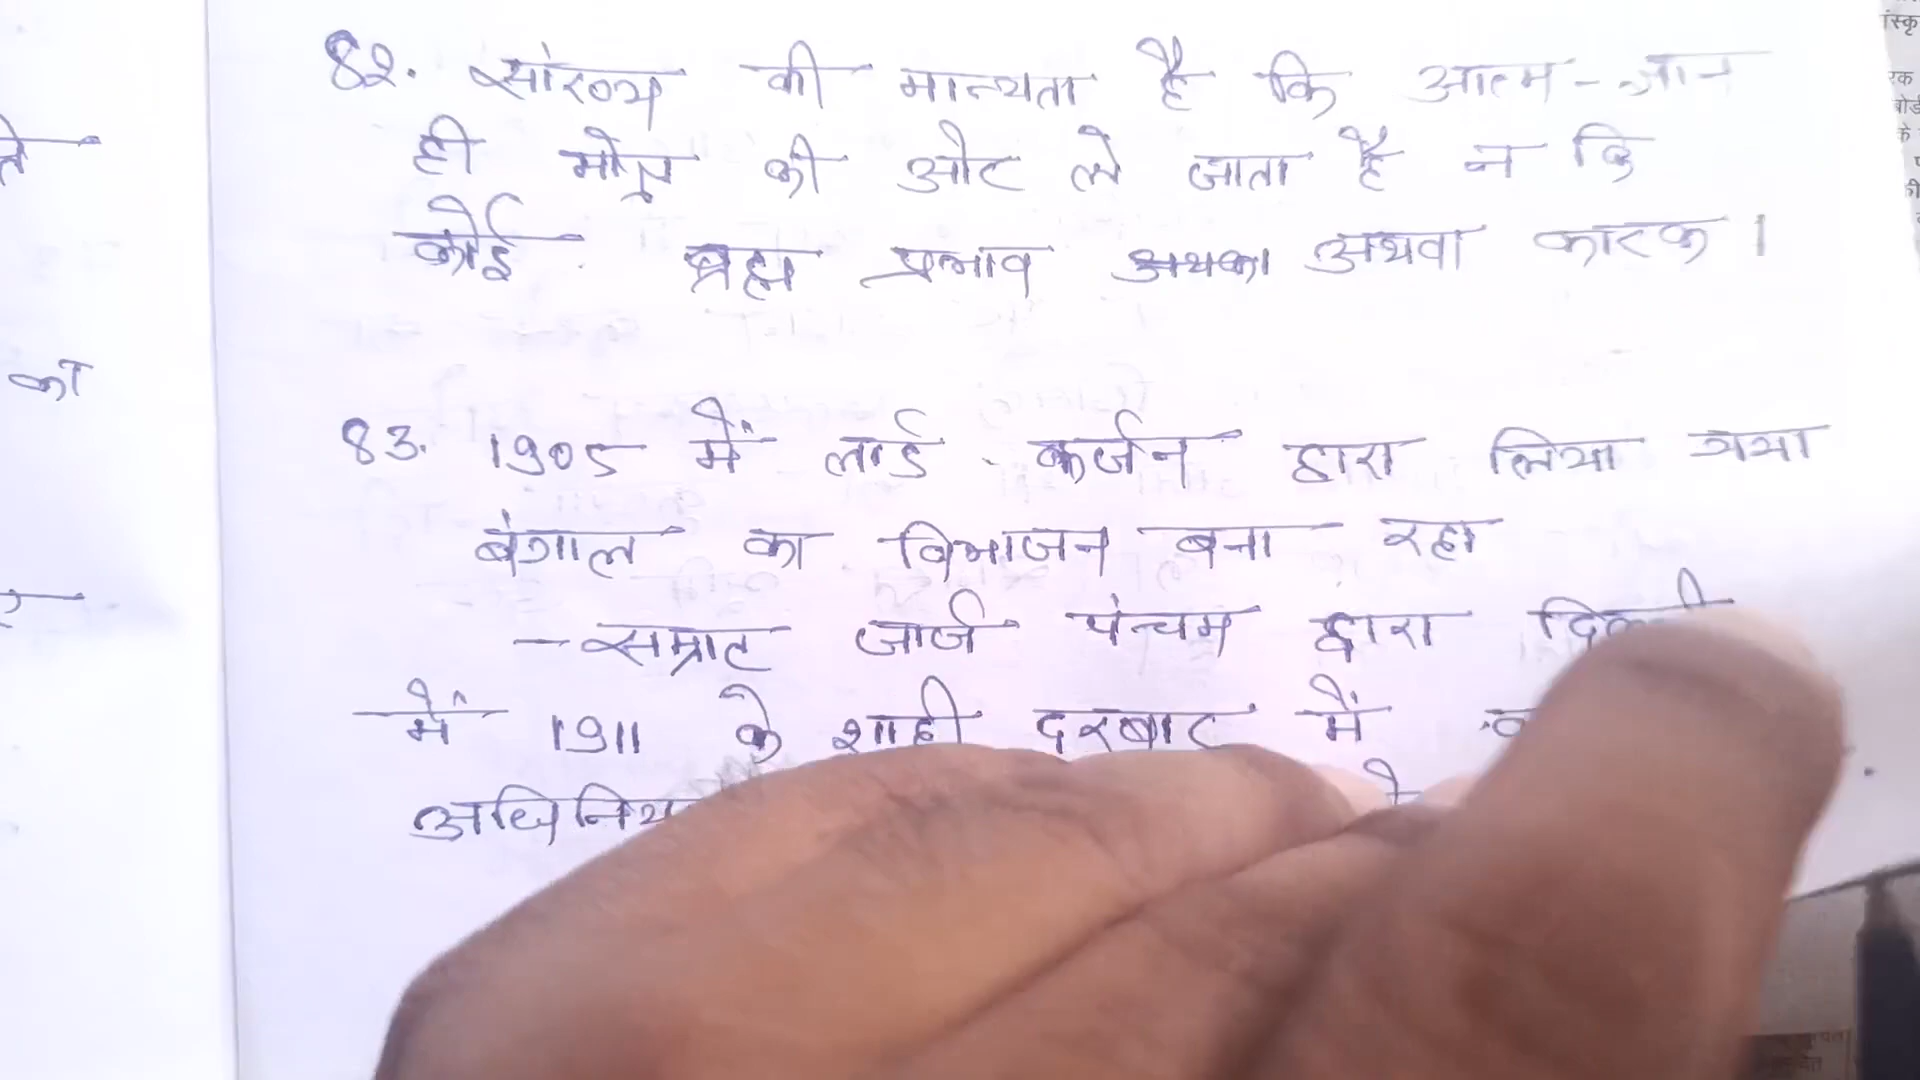 82. सांख्य की मान्यता है कि आत्म-ज्ञान
ही मोक्ष की ओर ले जाता है न कि
कोई ब्रह्म प्रभाव अथवा कारक ।
83. 1905 में लार्ड कर्जन द्वारा लिया गया
बंगाल का विभाजन बना रहा
- सम्राट जार्ज पंचम द्वारा
में 1911 के शाही दरबार में
को